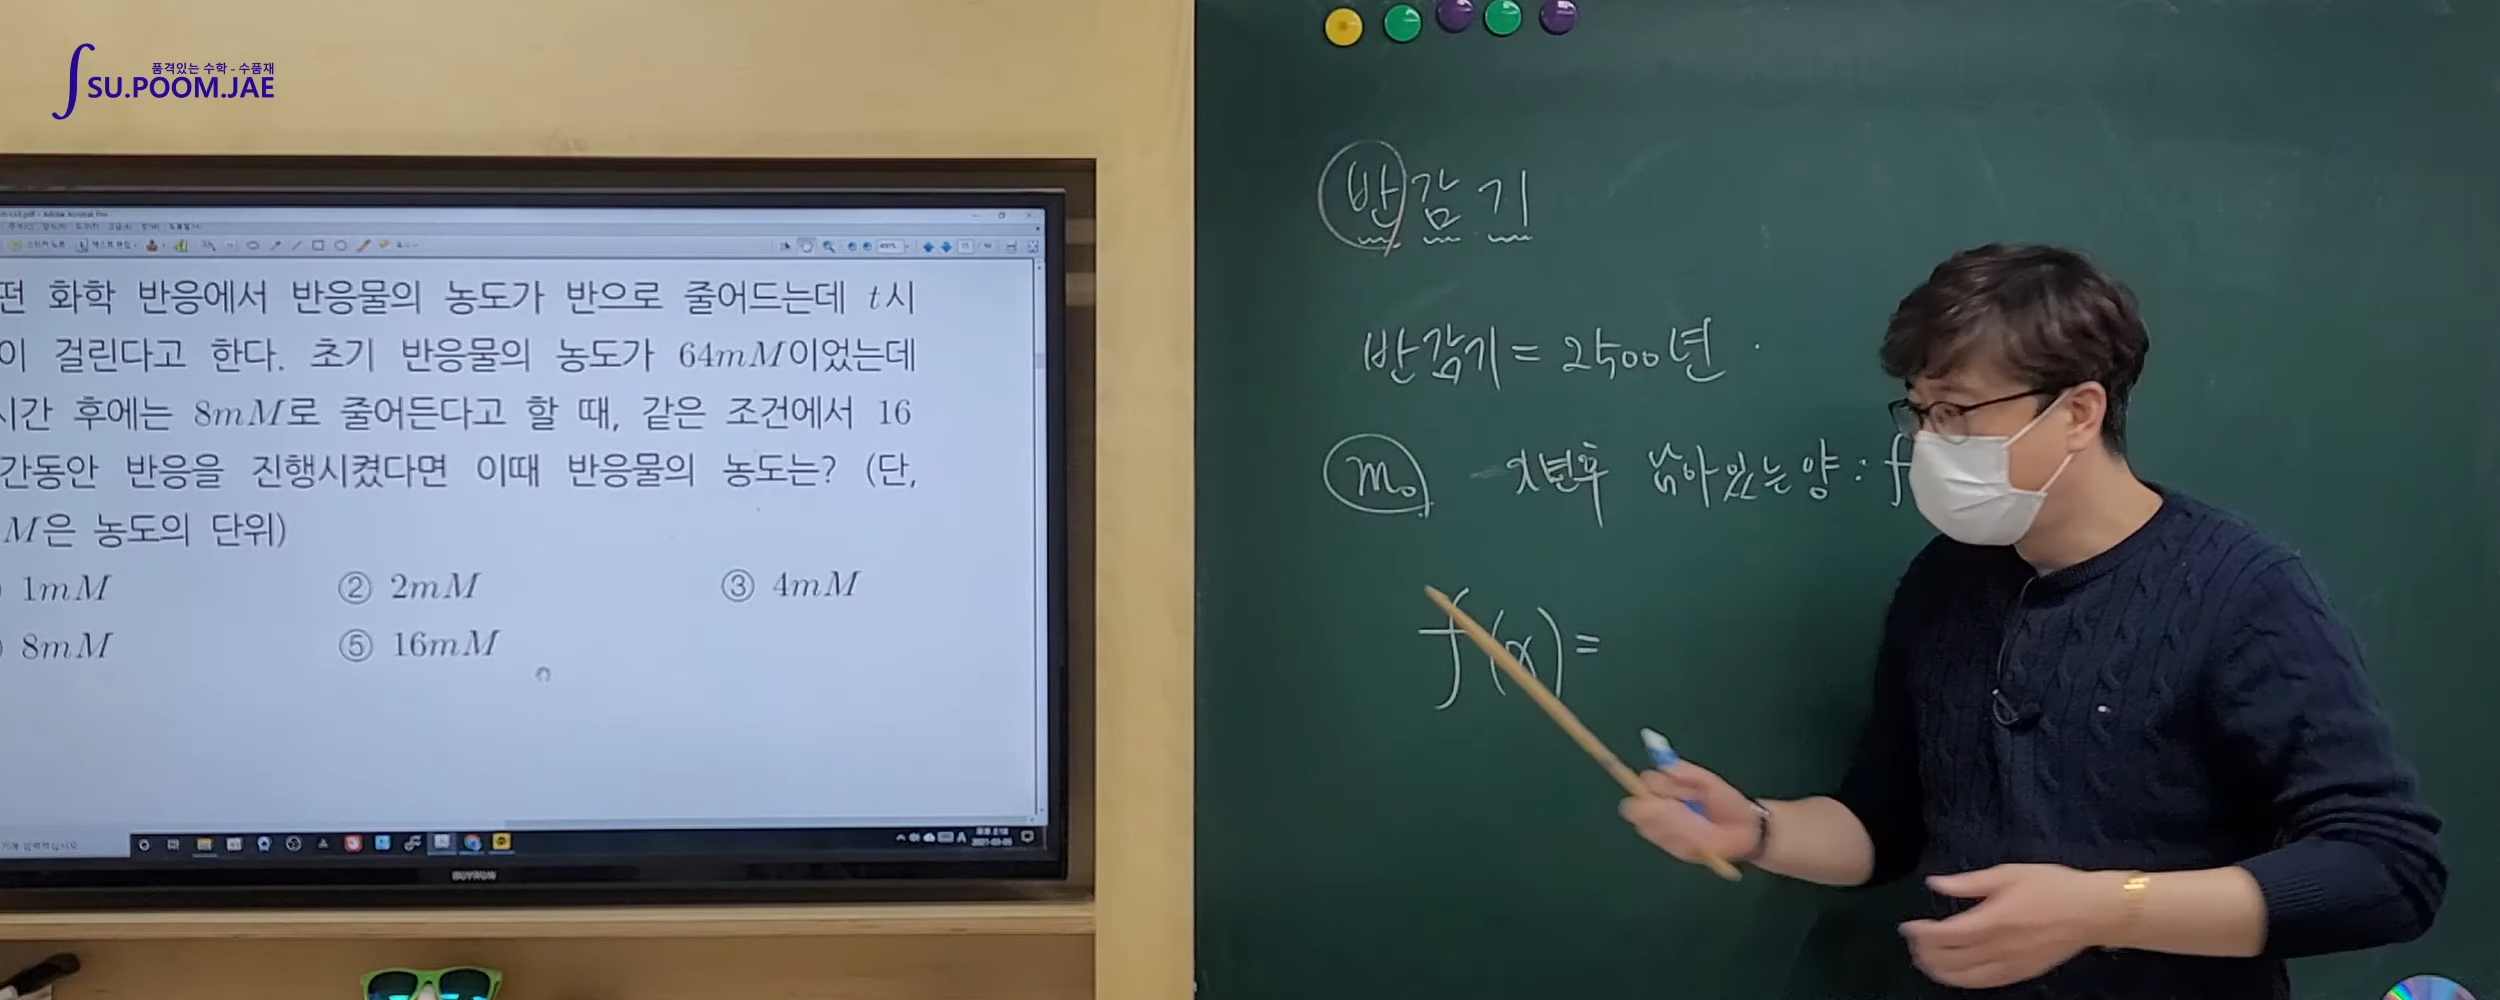 품격있는 수학 - 수품재
SU.POOM.JAE
떤 화학 반응에서 반응물의 농도가 반으로 줄어드는데 t시
이 걸린다고 한다. 초기 반응물의 농도가 64mM이었는데
시간 후에는 8mM로 줄어든다고 할 때, 같은 조건에서 16
간동안 반응을 진행시켰다면 이때 반응물의 농도는? (단,
M은 농도의 단위)
1mM ② 2mM ③ 4mM
8mM ⑤ 16mM
반감기
반감기 = 2500년.
m₀ x년후 남아있는 양 : f
f(x) =